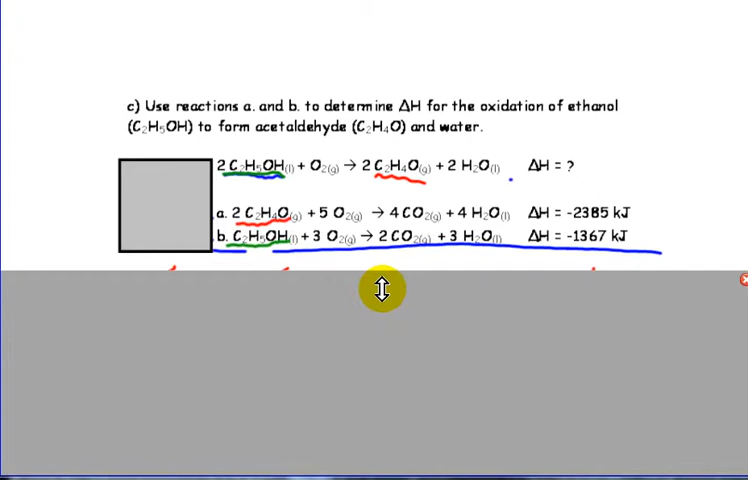 c) Use reactions a. and b. to determine ΔH for the oxidation of ethanol
(C₂H₅OH) to form acetaldehyde (C₂H₄O) and water.
2 C₂H₅OH(l) + O₂(g) → 2 C₂H₄O(g) + 2 H₂O(l) ΔH = ?
a. 2 C₂H₄O(g) + 5 O₂(g) → 4 CO₂(g) + 4 H₂O(l) ΔH = -2385 kJ
b. C₂H₅OH(l) + 3 O₂(g) → 2 CO₂(g) + 3 H₂O(l) ΔH = -1367 kJ